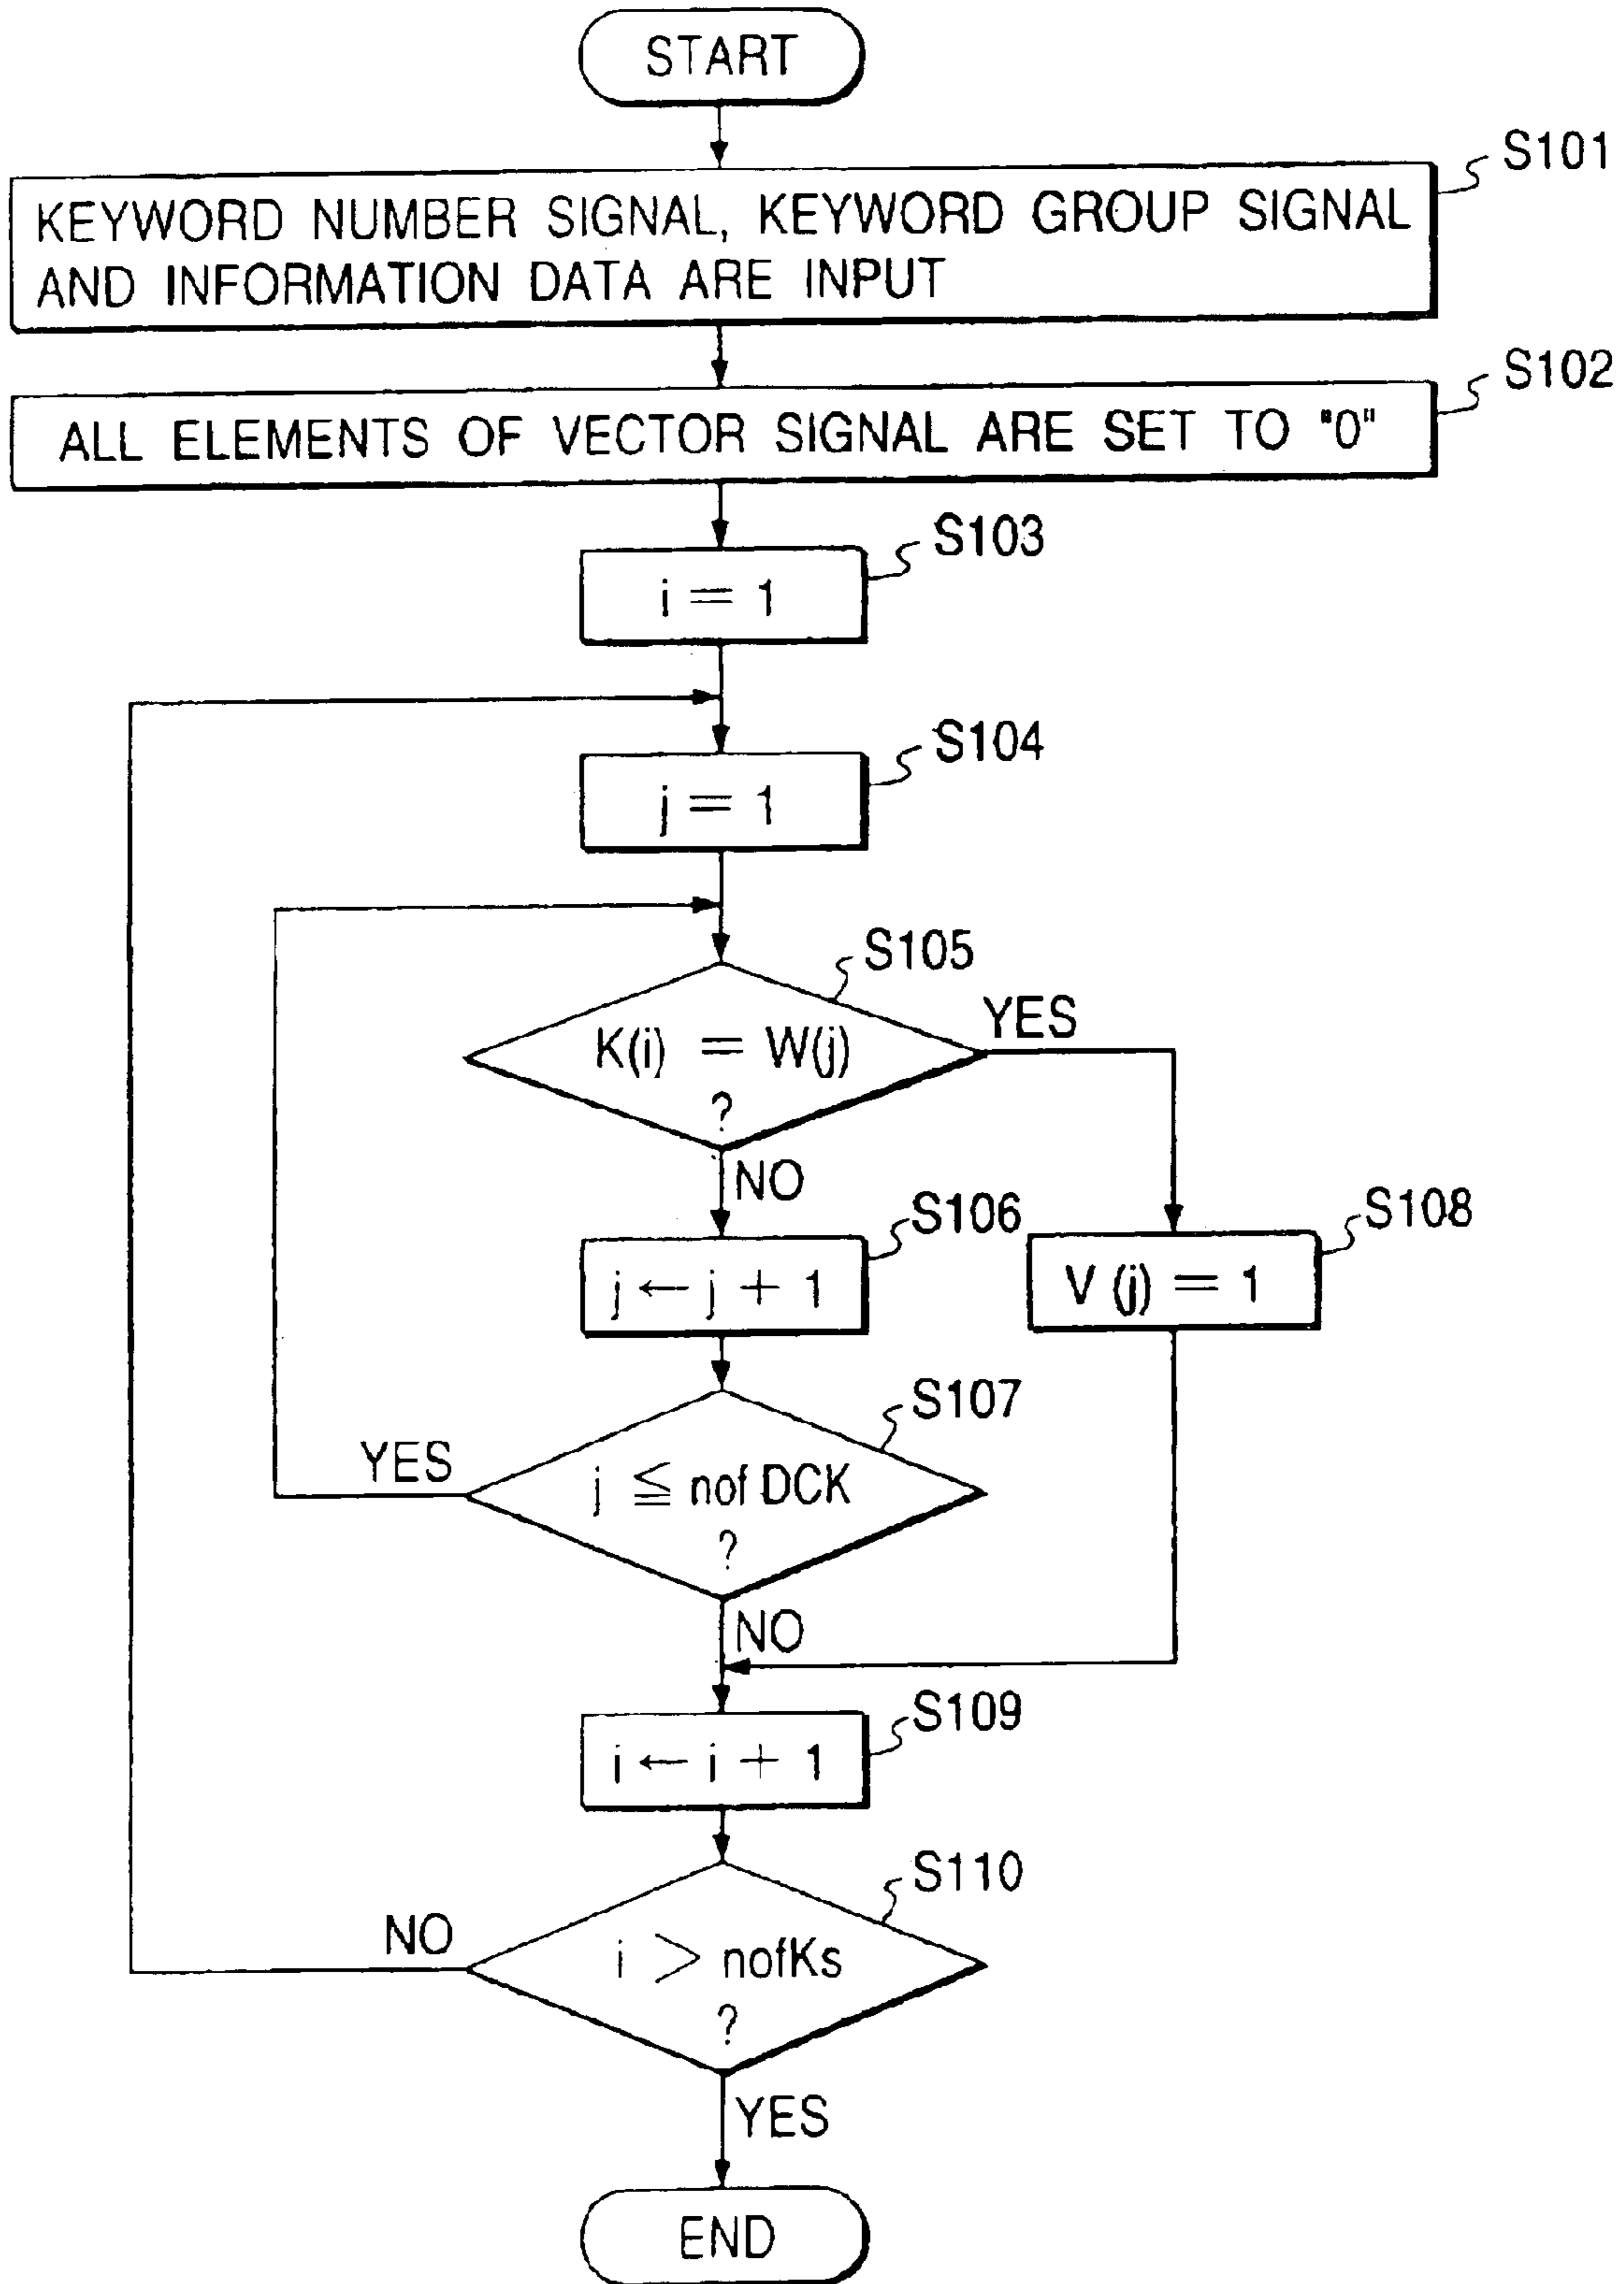 START
S101
KEYWORD NUMBER SIGNAL, KEYWORD GROUP SIGNAL
AND INFORMATION DATA ARE INPUT
S102
ALL ELEMENTS OF VECTOR SIGNAL ARE SET TO "0"
S103
i = 1
S104
j = 1
S105
K(i) = W(j)
?
YES
NO
S106
j ← j + 1
S108
V (j) = 1
S107
j ≦ nof DCK
?
YES
NO
S109
i ← i + 1
S110
i > nofKs
?
NO
YES
END